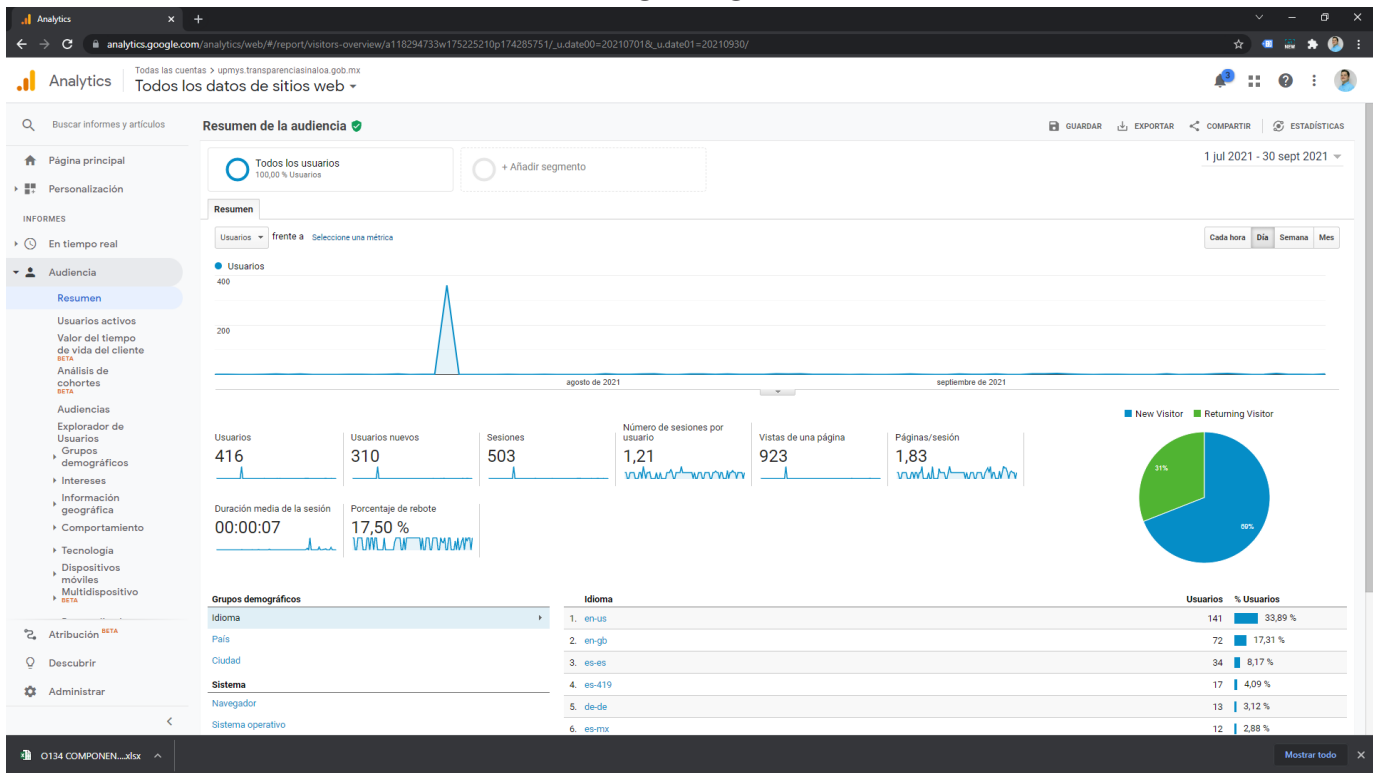 Analytics
analytics.google.com/analytics/web/#/report/visitors-overview/a118294733w175225210p174285751/_u.date00=20210701&_u.date01=20210930/
NEW
Analytics
Todas las cuentas > upmys.transparenciasinaloa.gob.mx
Todos los datos de sitios web
3
Buscar informes y artículos
Página principal
Personalización
INFORMES
En tiempo real
Audiencia
Resumen
Usuarios activos
Valor del tiempo
de vida del cliente
BETA
Análisis de
cohortes
BETA
Audiencias
Explorador de
Usuarios
Grupos
demográficos
Intereses
Información
geográfica
Comportamiento
Tecnología
Dispositivos
móviles
Multidispositivo
BETA
Atribución BETA
Descubrir
Administrar
Resumen de la audiencia
GUARDAR EXPORTAR COMPARTIR ESTADÍSTICAS
Todos los usuarios
100,00 % Usuarios
+ Añadir segmento
1 jul 2021 - 30 sept 2021
Resumen
Usuarios frente a Seleccione una métrica
Cada hora Día Semana Mes
Usuarios
400
200
agosto de 2021 septiembre de 2021
New Visitor Returning Visitor
Usuarios
416
Usuarios nuevos
310
Sesiones
503
Número de sesiones por
usuario
1,21
Vistas de una página
923
Páginas/sesión
1,83
31%
69%
Duración media de la sesión
00:00:07
Porcentaje de rebote
17,50 %
Grupos demográficos
Idioma
País
Ciudad
Sistema
Navegador
Sistema operativo
Idioma Usuarios % Usuarios
1. en-us 141 33,89 %
2. en-gb 72 17,31 %
3. es-es 34 8,17 %
4. es-419 17 4,09 %
5. de-de 13 3,12 %
6. es-mx 12 2,88 %
O134 COMPONEN....xlsx
Mostrar todo